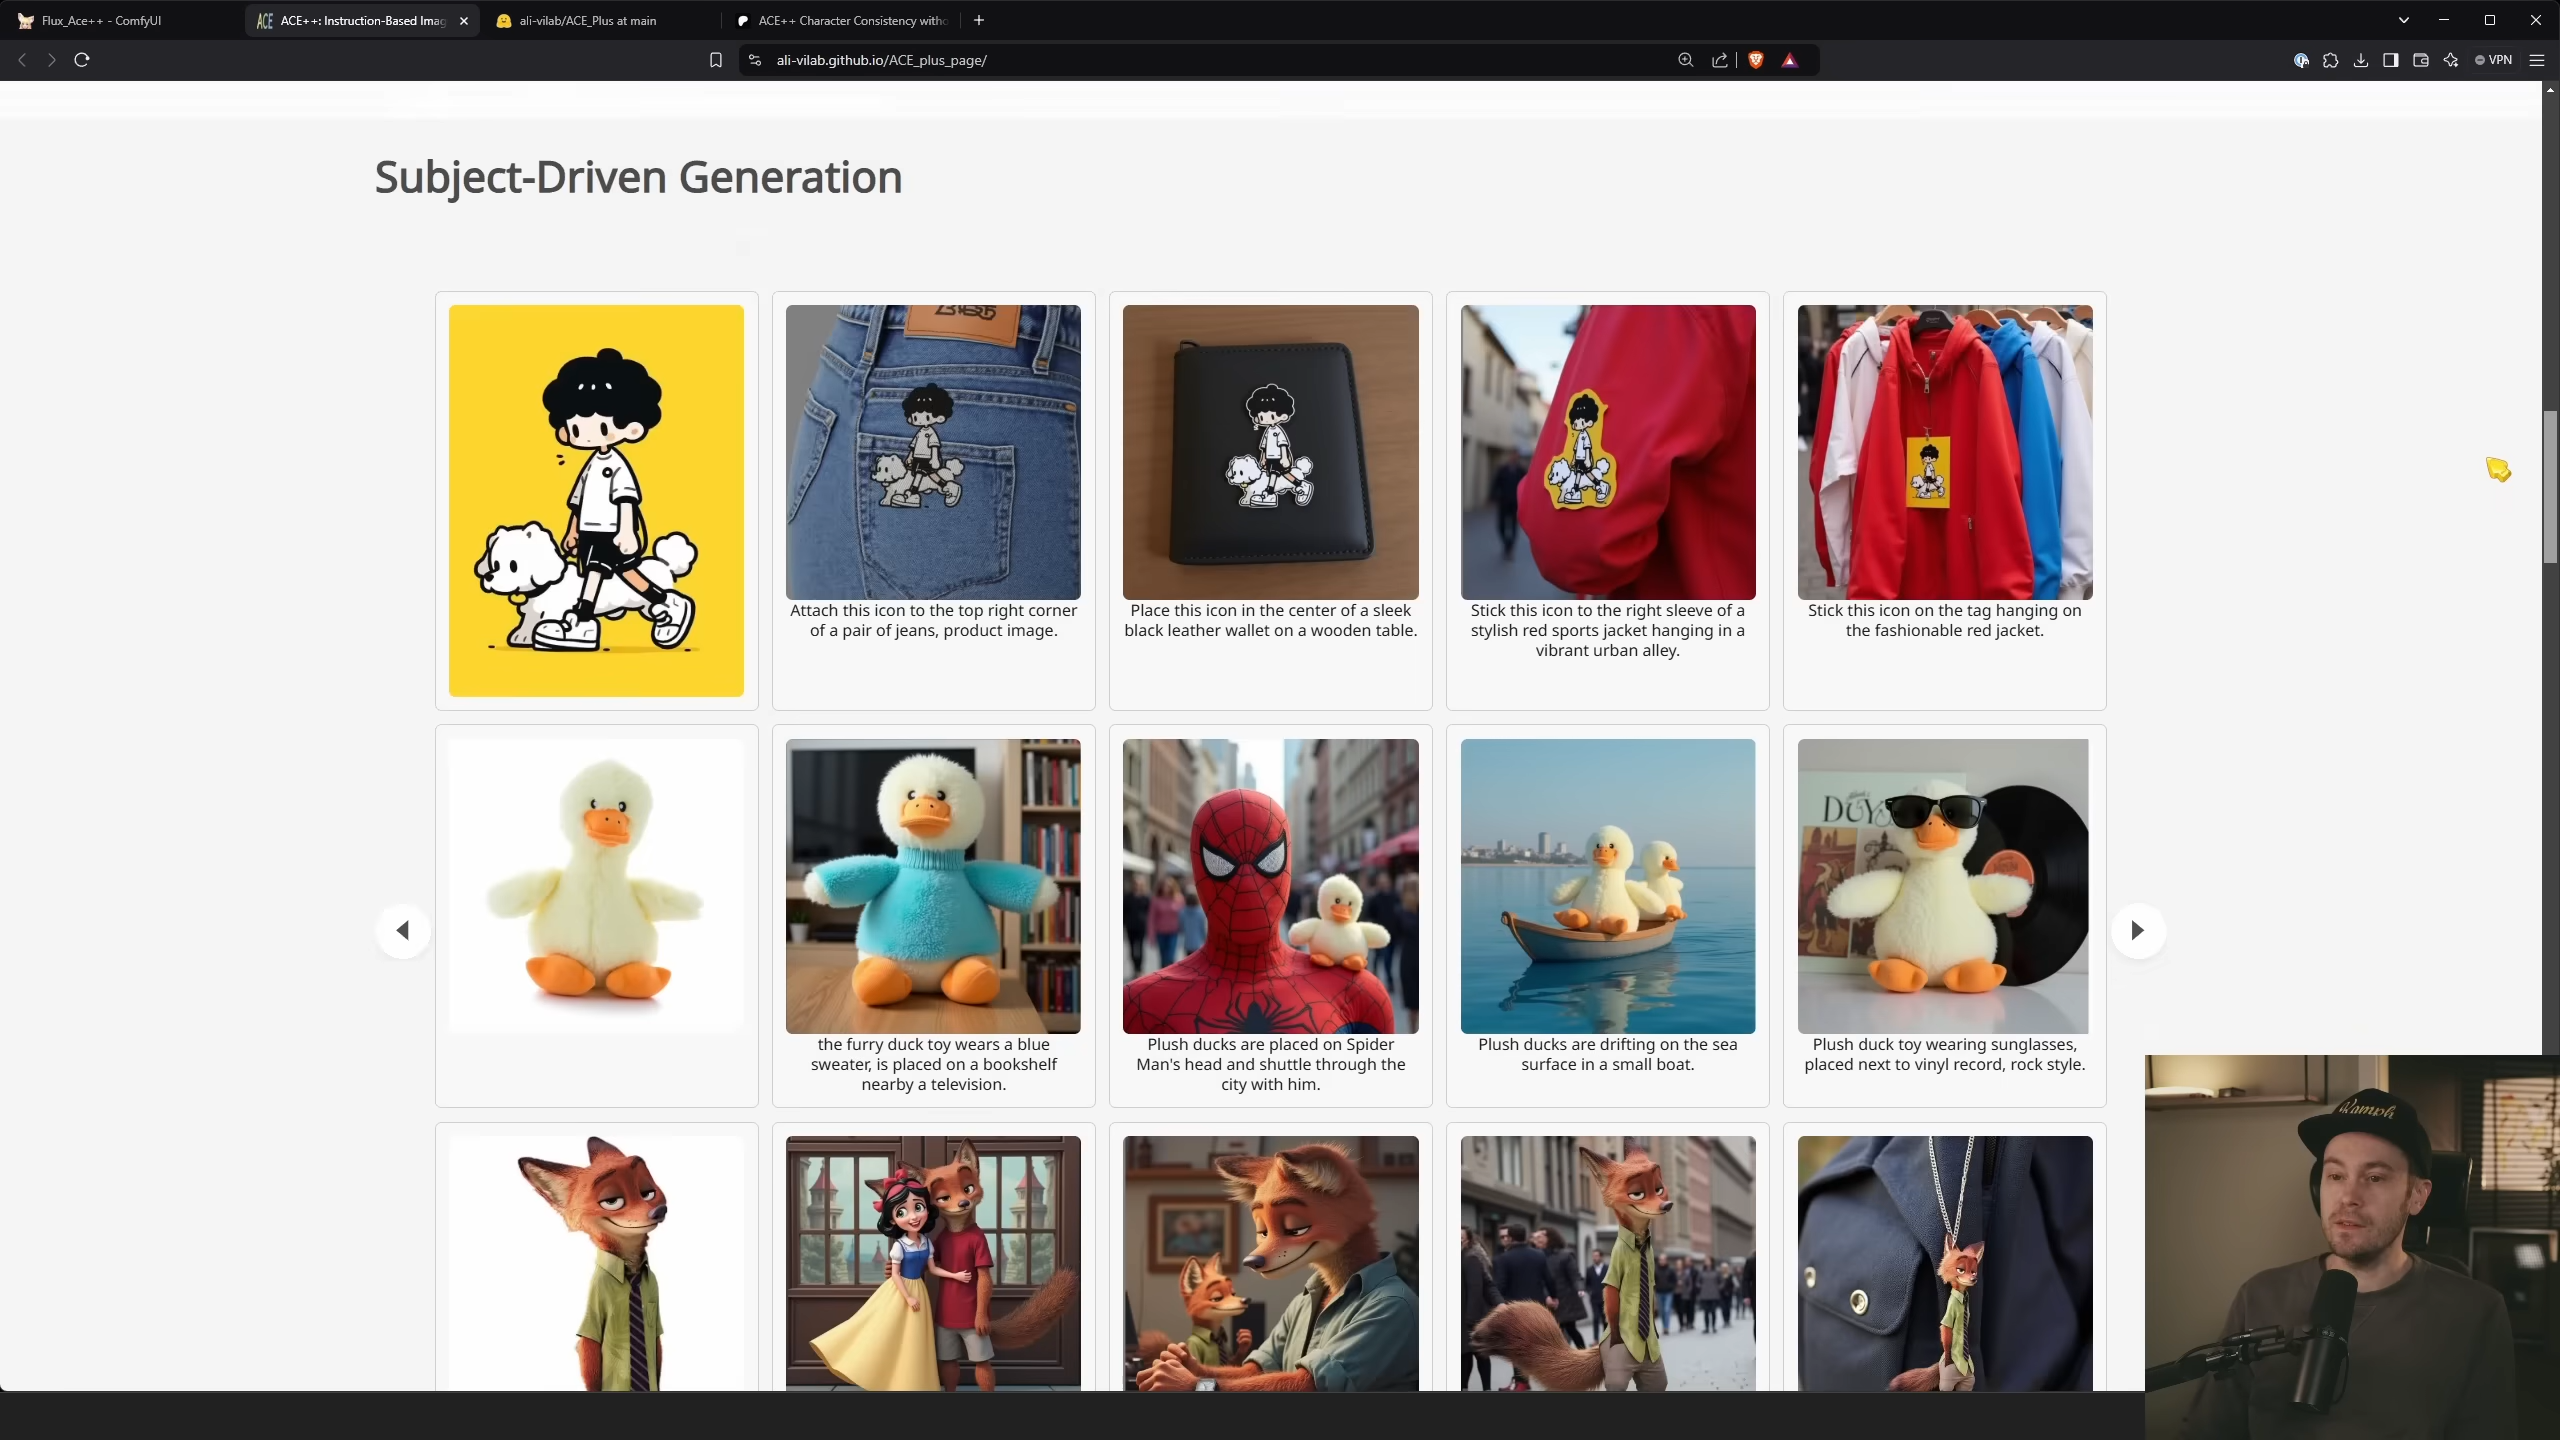 Flux_Ace++ - ComfyUI
ACE++: Instruction-Based Imag
ali-vilab/ACE_Plus at main
ACE++ Character Consistency witho
ali-vilab.github.io/ACE_plus_page/
VPN
Subject-Driven Generation
Attach this icon to the top right corner
of a pair of jeans, product image.
Place this icon in the center of a sleek
black leather wallet on a wooden table.
Stick this icon to the right sleeve of a
stylish red sports jacket hanging in a
vibrant urban alley.
Stick this icon on the tag hanging on
the fashionable red jacket.
the furry duck toy wears a blue
sweater, is placed on a bookshelf
nearby a television.
Plush ducks are placed on Spider
Man's head and shuttle through the
city with him.
Plush ducks are drifting on the sea
surface in a small boat.
Plush duck toy wearing sunglasses,
placed next to vinyl record, rock style.